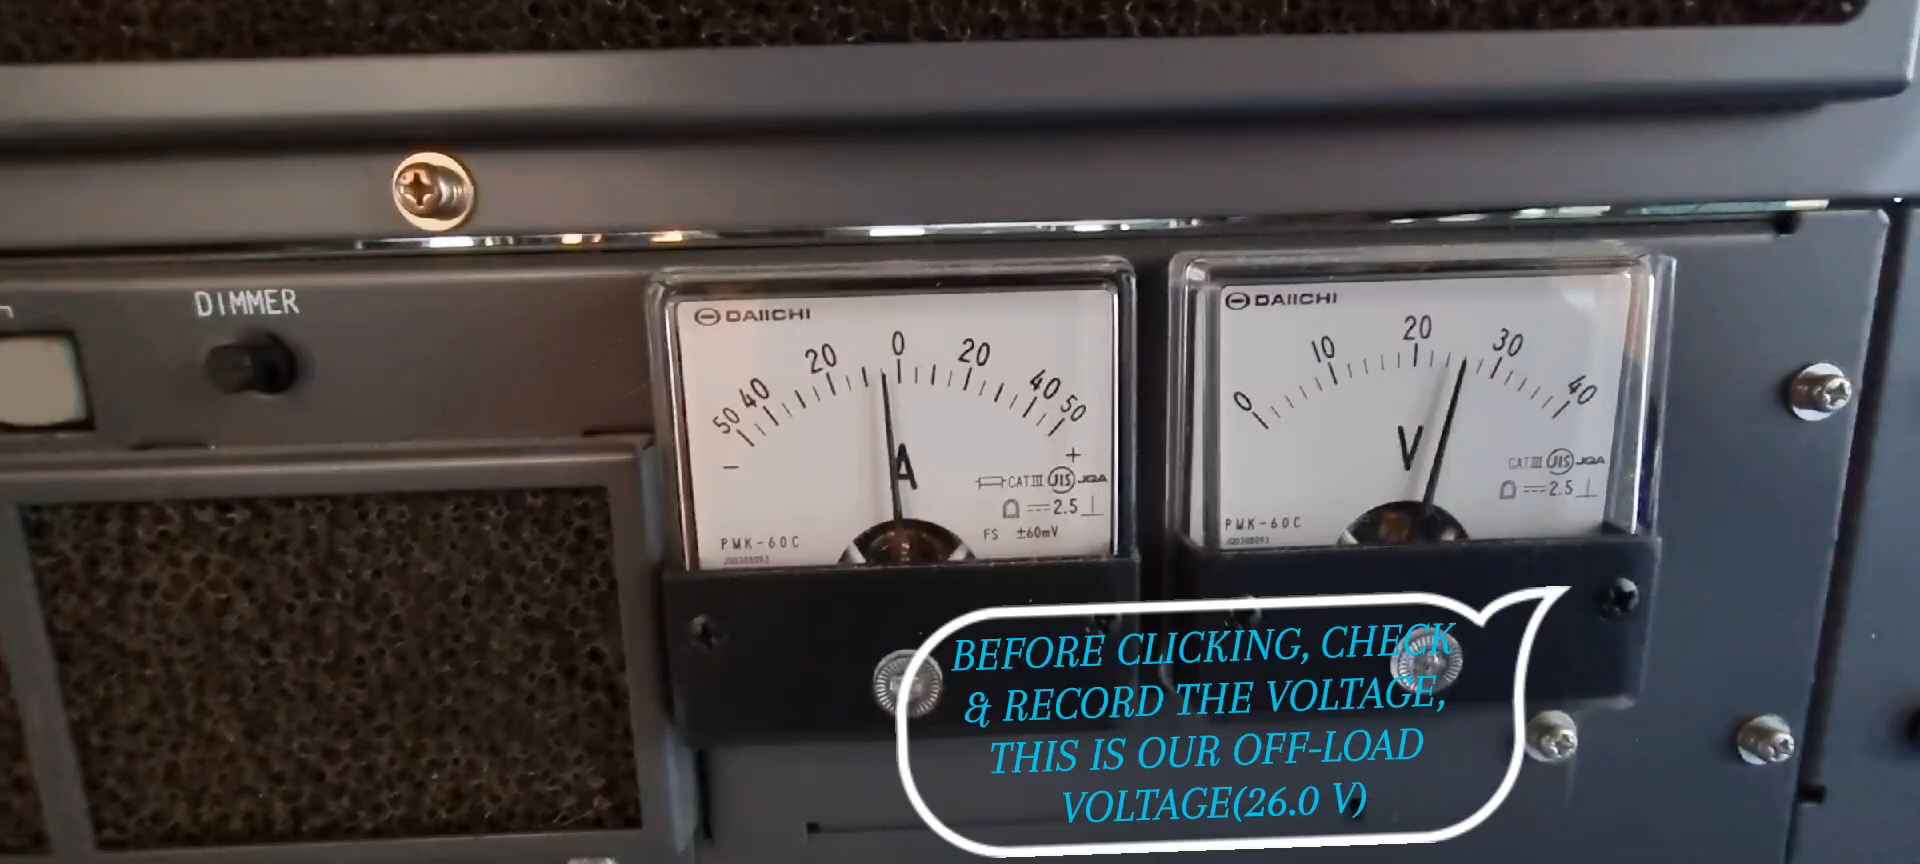 DIMMER
DAIICHI
50 40 20 0 20 40 50
− +
A
CAT III JIS JQA
2.5
PMK-60C
FS ±60mV
DAIICHI
0 10 20 30 40
V
CAT III JIS JQA
2.5
PMK-60C
BEFORE CLICKING, CHECK
& RECORD THE VOLTAGE,
THIS IS OUR OFF-LOAD
VOLTAGE(26.0 V)